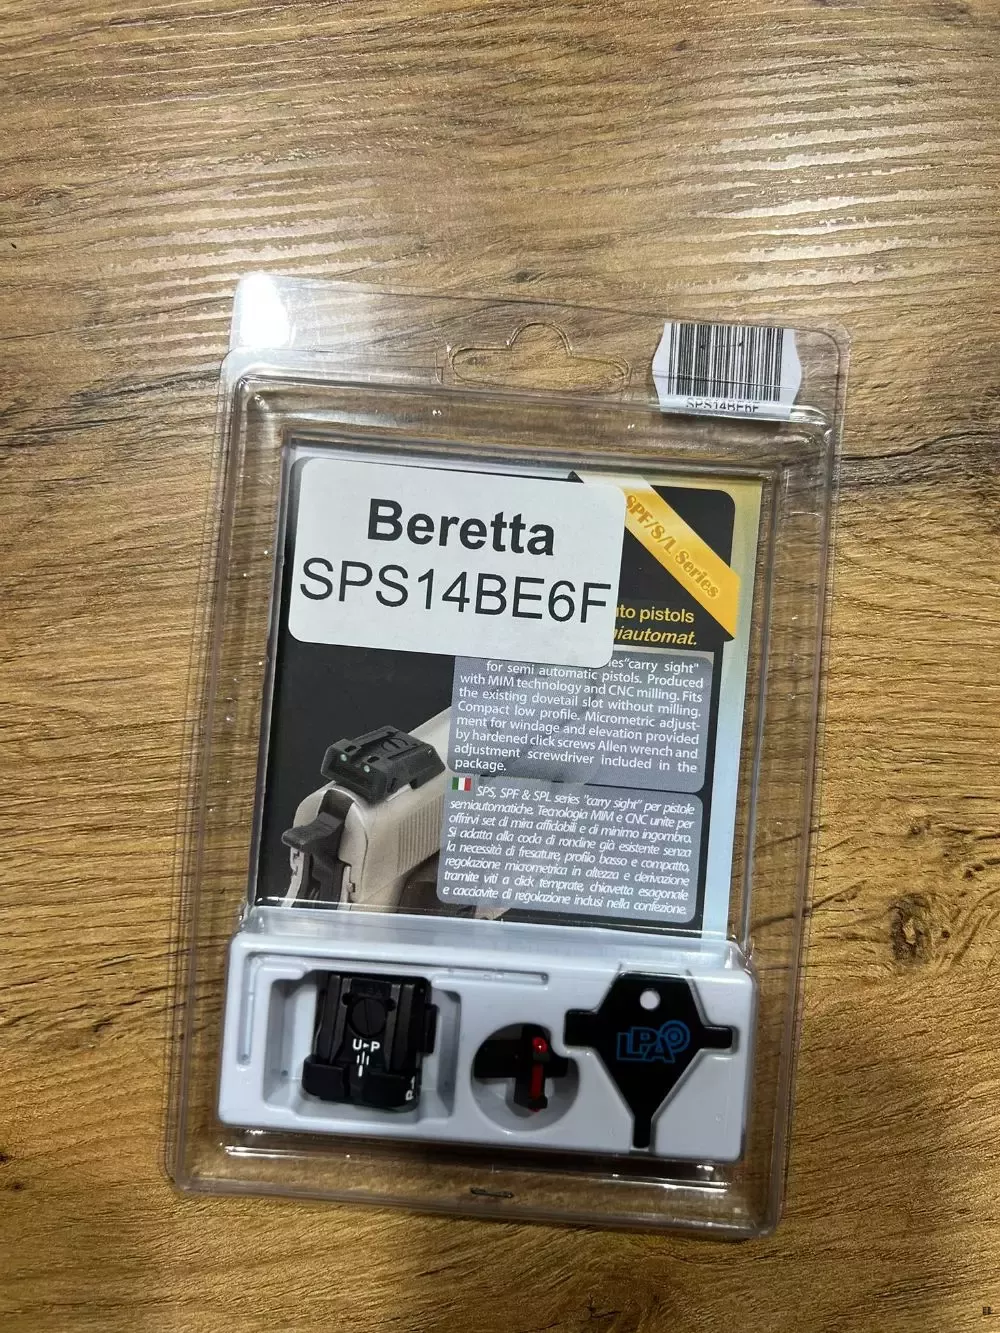 SPS14BE6F
Beretta
SPS14BE6F
SPF/S/L Series
to pistols
iautomat.
ies"carry sight"
for semi automatic pistols. Produced
with MIM technology and CNC milling. Fits
the existing dovetail slot without milling.
Compact low profile. Micrometric adjust-
ment for windage and elevation provided
by hardened click screws Allen wrench and
adjustment screwdriver included in the
package.
SPS, SPF & SPL series "carry sight" per pistole
semiautomatiche. Tecnologia MIM e CNC unite per
offrirvi set di mira affidabili e di minimo ingombro.
Si adatta alla coda di rondine già esistente senza
la necessità di fresature, profilo basso e compatto,
regolazione micrometrica in altezza e derivazione
tramite viti a click temprate, chiavetta esagonale
e cacciavite di regolazione inclusi nella confezione.
U P
LPA